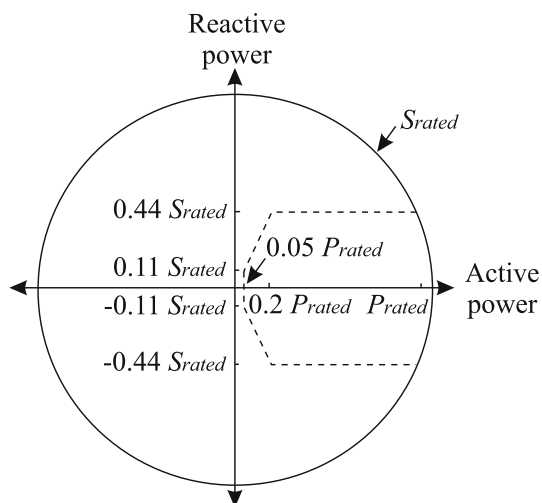 Reactive
power
Srated
0.44 Srated
0.05 Prated
0.11 Srated
Active
power
-0.11 Srated
0.2 Prated
Prated
-0.44 Srated